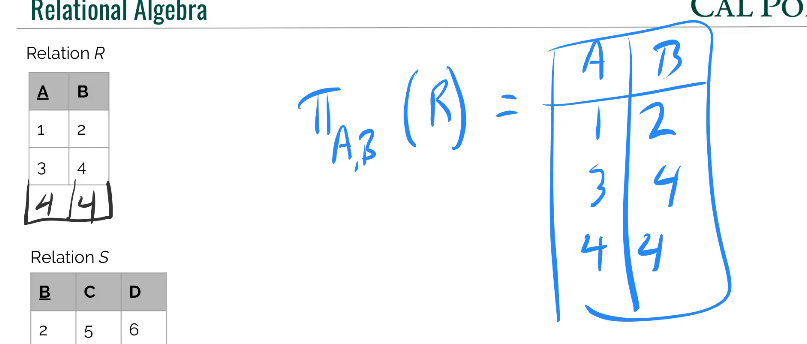 Relational Algebra
CAL PO
Relation R
A B
1 2
3 4
4 4
π A,B (R) =
A B
1 2
3 4
4 4
Relation S
B C D
2 5 6